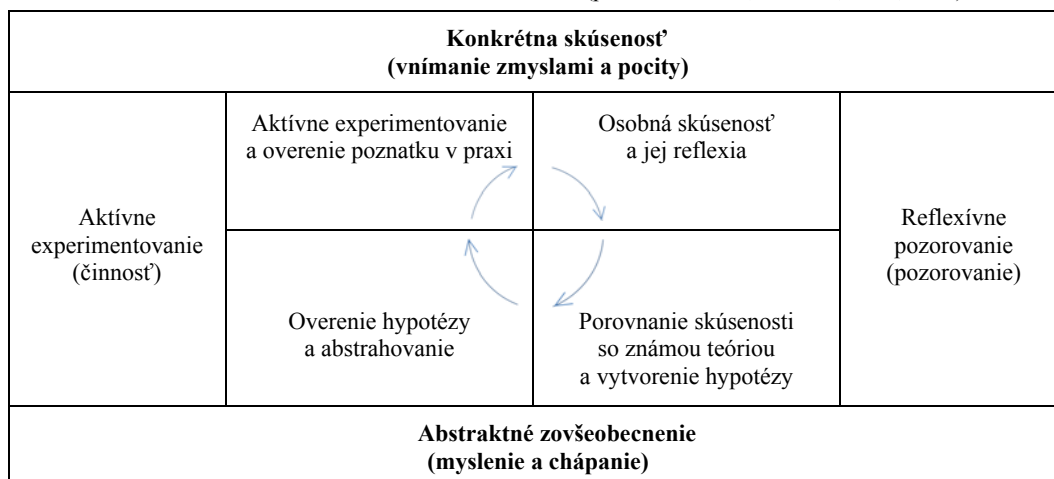 Konkrétna skúsenosť
(vnímanie zmyslami a pocity)
Aktívne experimentovanie
a overenie poznatku v praxi
Osobná skúsenosť
a jej reflexia
Aktívne
experimentovanie
(činnosť)
Reflexívne
pozorovanie
(pozorovanie)
Overenie hypotézy
a abstrahovanie
Porovnanie skúsenosti
so známou teóriou
a vytvorenie hypotézy
Abstraktné zovšeobecnenie
(myslenie a chápanie)